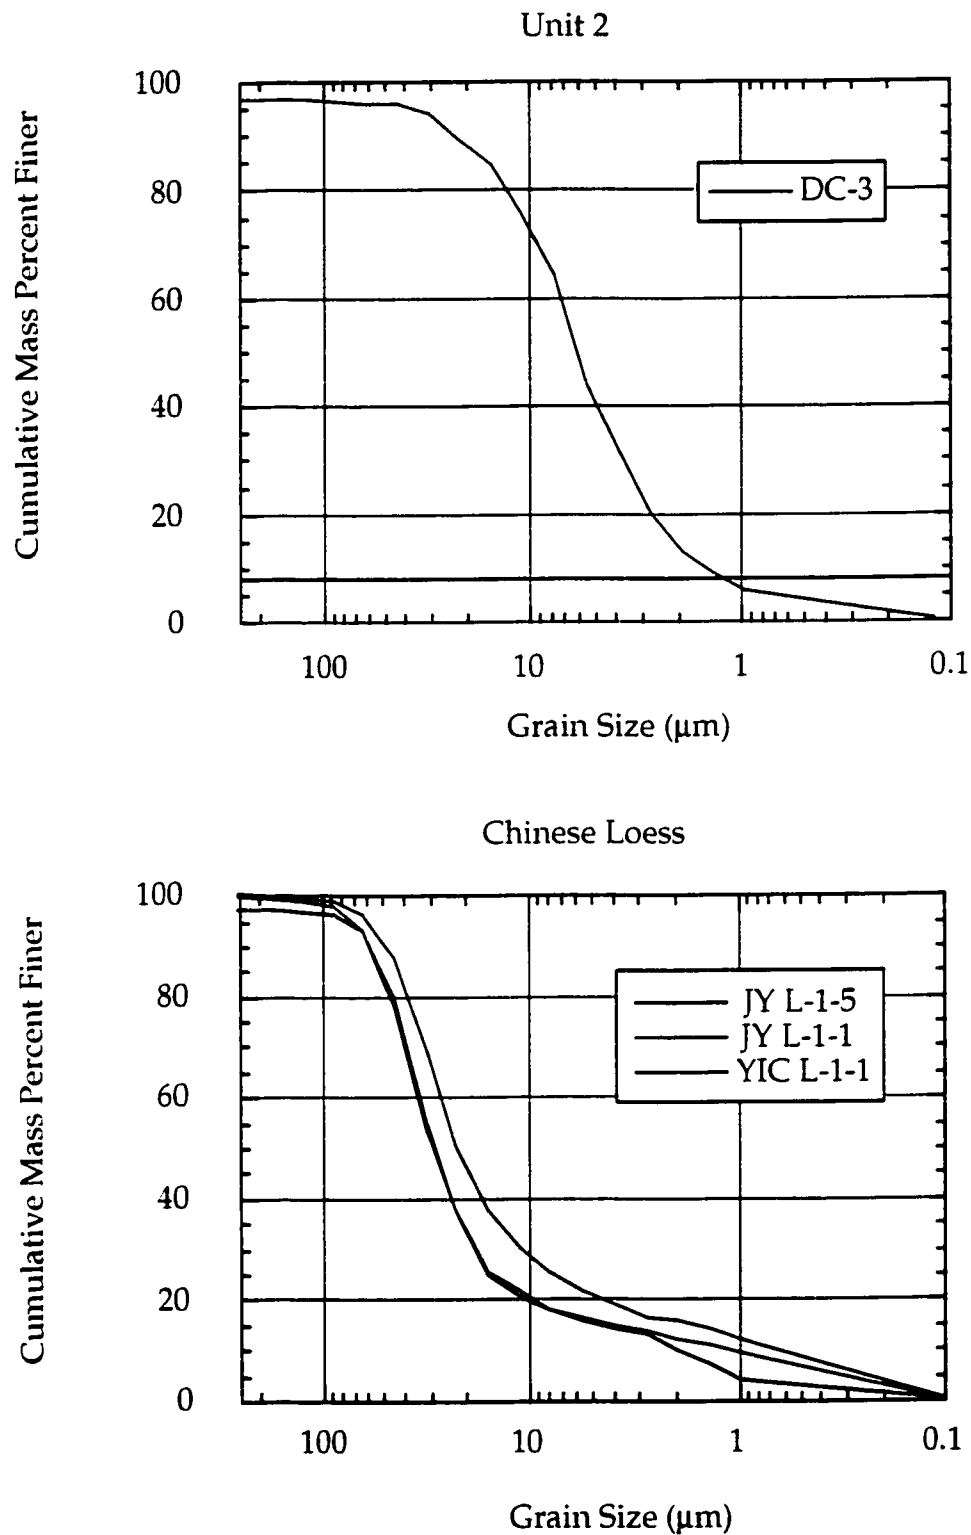 Unit 2
Cumulative Mass Percent Finer
100
80
60
40
20
0
DC-3
100 10 1 0.1
Grain Size (μm)
Chinese Loess
Cumulative Mass Percent Finer
100
80
60
40
20
0
JY L-1-5
JY L-1-1
YIC L-1-1
100 10 1 0.1
Grain Size (μm)